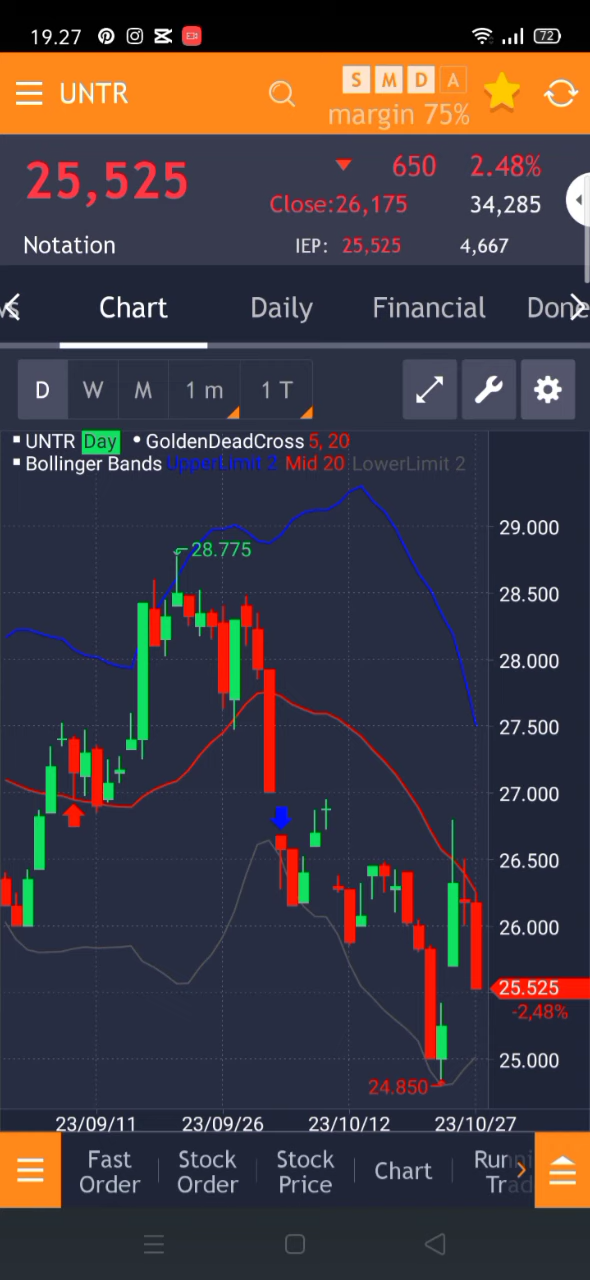 19.27
72
UNTR
S M D A
margin 75%
25,525
650 2.48%
Close:26,175 34,285
Notation IEP: 25,525 4,667
Chart Daily Financial Done
D W M 1 m 1 T
UNTR Day GoldenDeadCross 5, 20
Bollinger Bands UpperLimit 2 Mid 20 LowerLimit 2
29.000
28.775
28.500
28.000
27.500
27.000
26.500
26.000
25.525
-2,48%
25.000
24.850
23/09/11 23/09/26 23/10/12 23/10/27
Fast Order
Stock Order
Stock Price
Chart